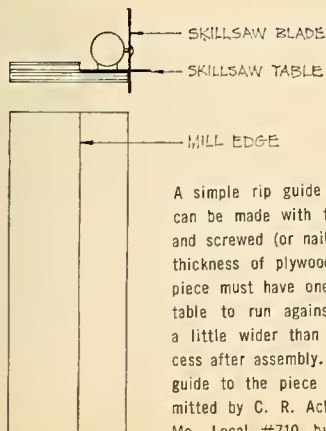 SKILLSAW BLADE
SKILLSAW TABLE
MILL EDGE
A simple rip guide
can be made with
and screwed (or nail
thickness of plywoo
piece must have one
table to run agains
a little wider than
cess after assembly.
guide to the piece
mitted by C. R. Ac
Mo. Local #710